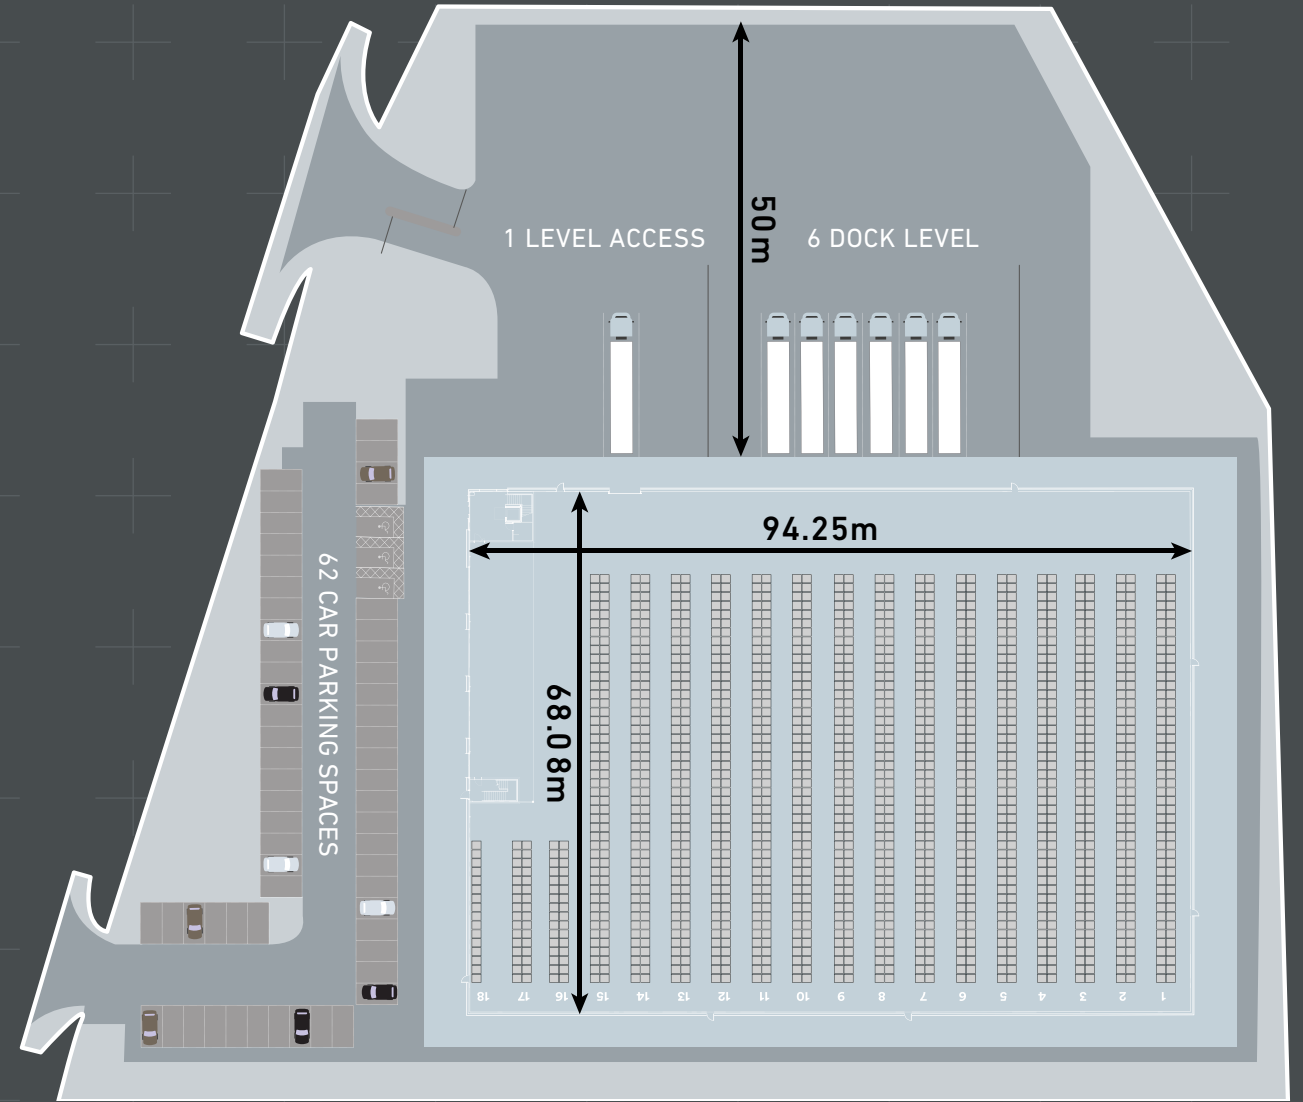 50m
1 LEVEL ACCESS
6 DOCK LEVEL
94.25m
68.08m
62 CAR PARKING SPACES
18 17 16 15 14 13 12 11 10 9 8 7 6 5 4 3 2 1